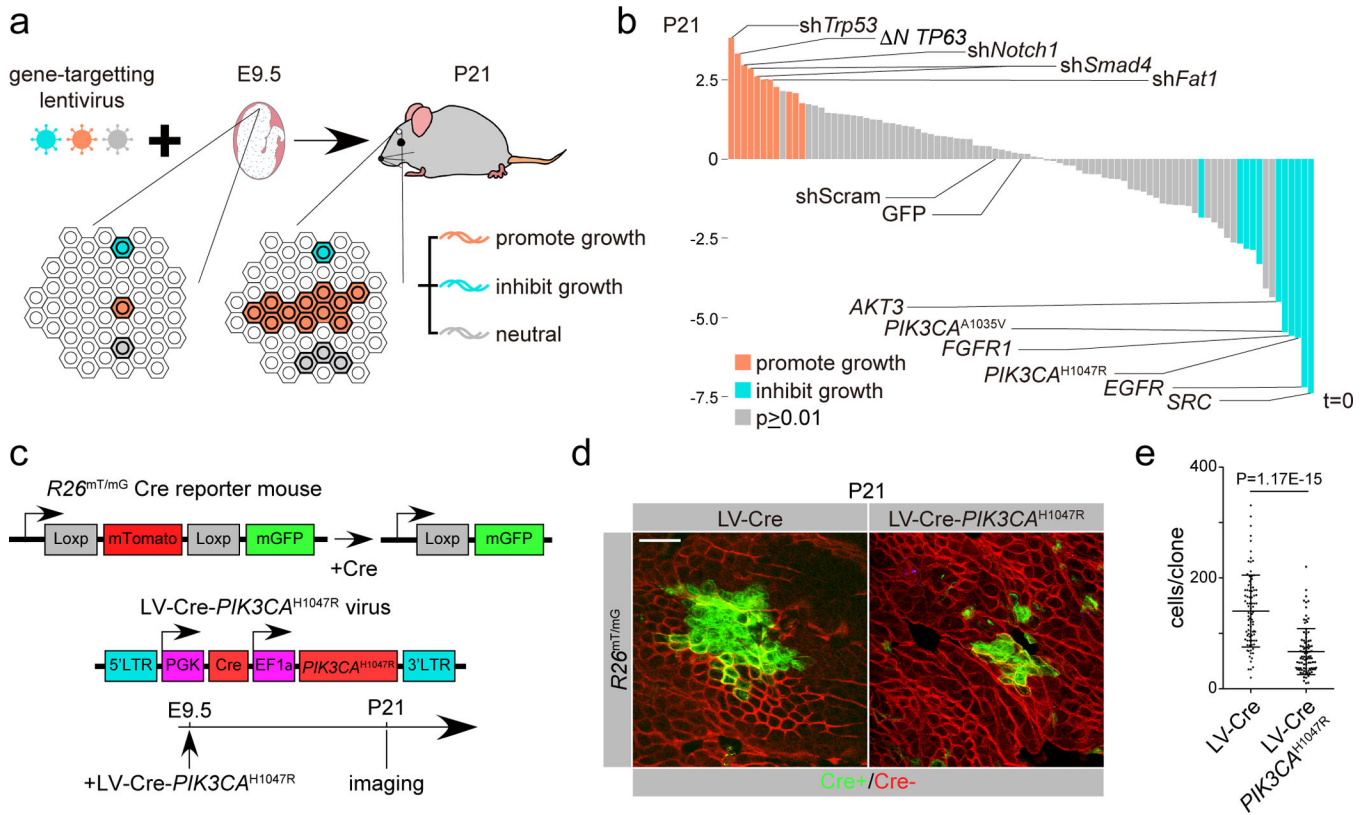 a
gene-targetting
lentivirus
E9.5
P21
promote growth
inhibit growth
neutral
b
P21
2.5
0
-2.5
-5.0
-7.5
shTrp53
ΔN TP63
shNotch1
shSmad4
shFat1
shScram
GFP
AKT3
PIK3CA^A1035V
FGFR1
PIK3CA^H1047R
EGFR
SRC
t=0
promote growth
inhibit growth
p≥0.01
c
R26^mT/mG Cre reporter mouse
Loxp mTomato Loxp mGFP
+Cre
Loxp mGFP
LV-Cre-PIK3CA^H1047R virus
5'LTR PGK Cre EF1a PIK3CA^H1047R 3'LTR
E9.5
P21
+LV-Cre-PIK3CA^H1047R
imaging
d
P21
LV-Cre
LV-Cre-PIK3CA^H1047R
R26^mT/mG
Cre+/Cre-
e
P=1.17E-15
cells/clone
400
200
0
LV-Cre
LV-Cre
PIK3CA^H1047R